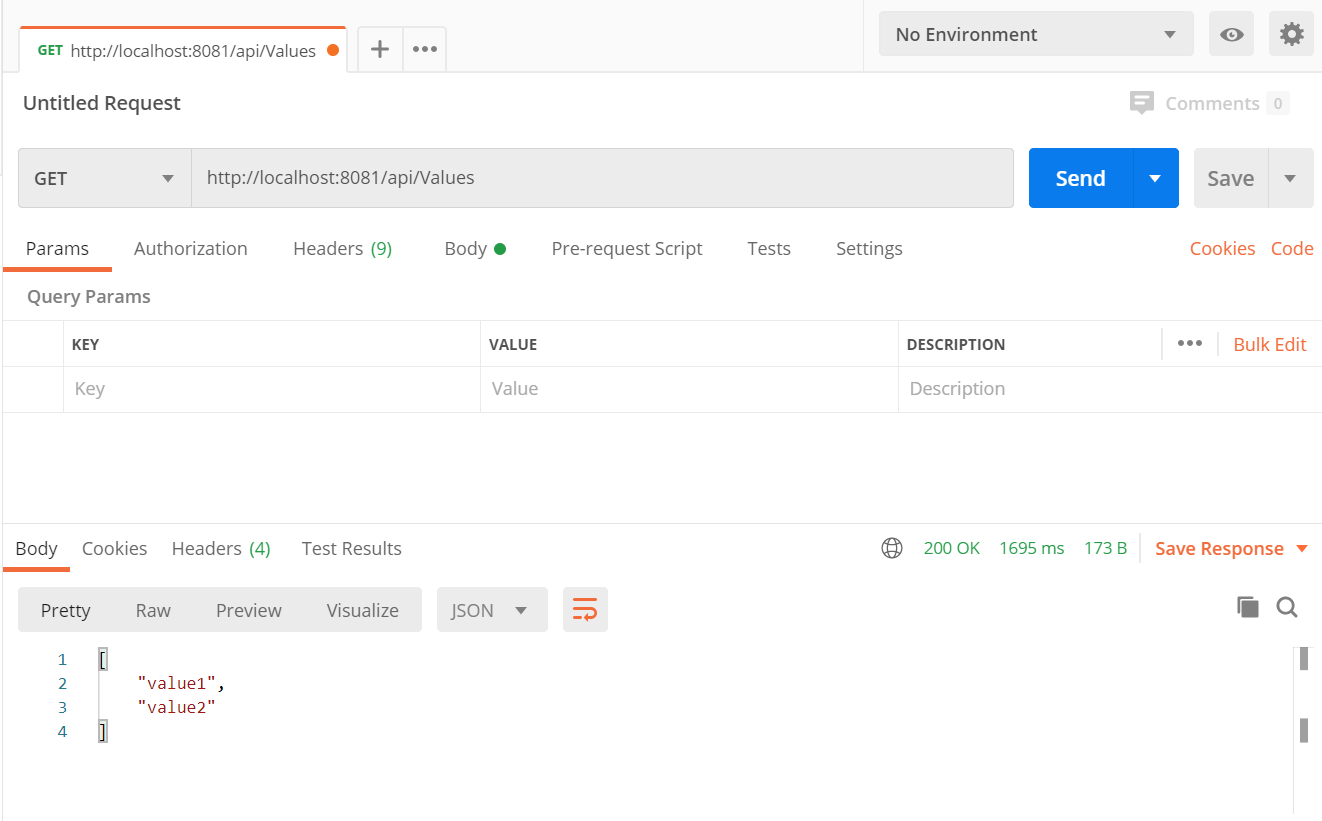 GET http://localhost:8081/api/Values
No Environment
Untitled Request
Comments 0
GET http://localhost:8081/api/Values Send Save
Params Authorization Headers (9) Body Pre-request Script Tests Settings Cookies Code
Query Params
KEY VALUE DESCRIPTION Bulk Edit
Key Value Description
Body Cookies Headers (4) Test Results 200 OK 1695 ms 173 B Save Response
Pretty Raw Preview Visualize JSON
1 [
2 "value1",
3 "value2"
4 ]